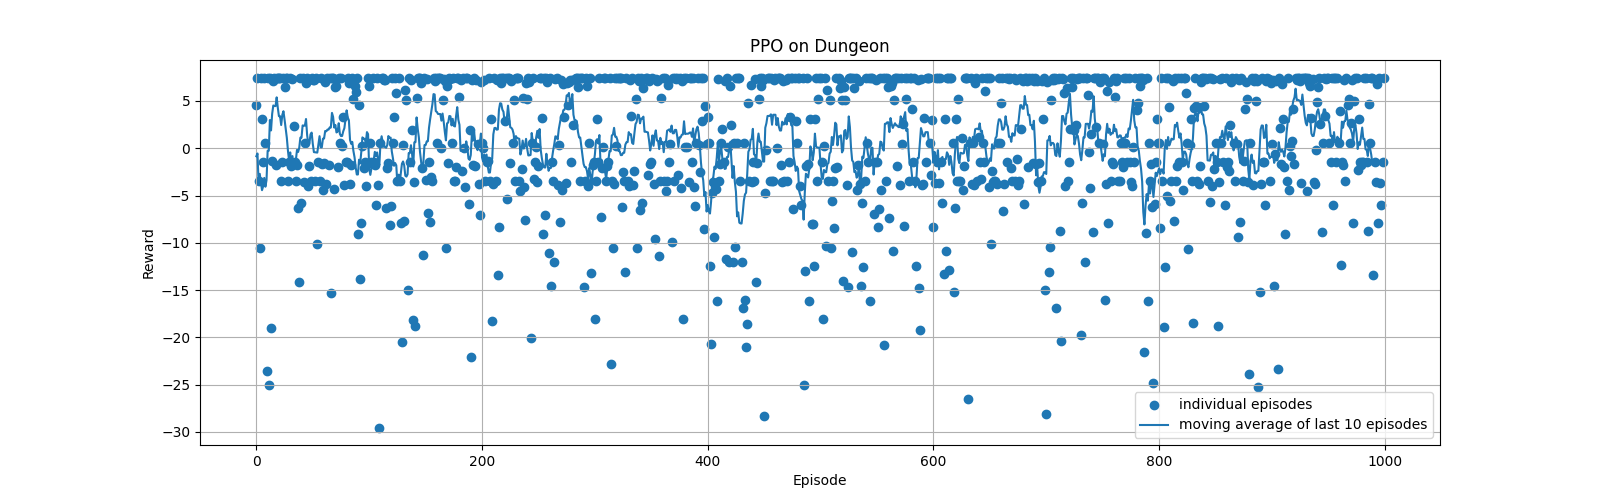 PPO on Dungeon
Reward
5
0
−5
−10
−15
−20
−25
−30
individual episodes
moving average of last 10 episodes
0 200 400 600 800 1000
Episode